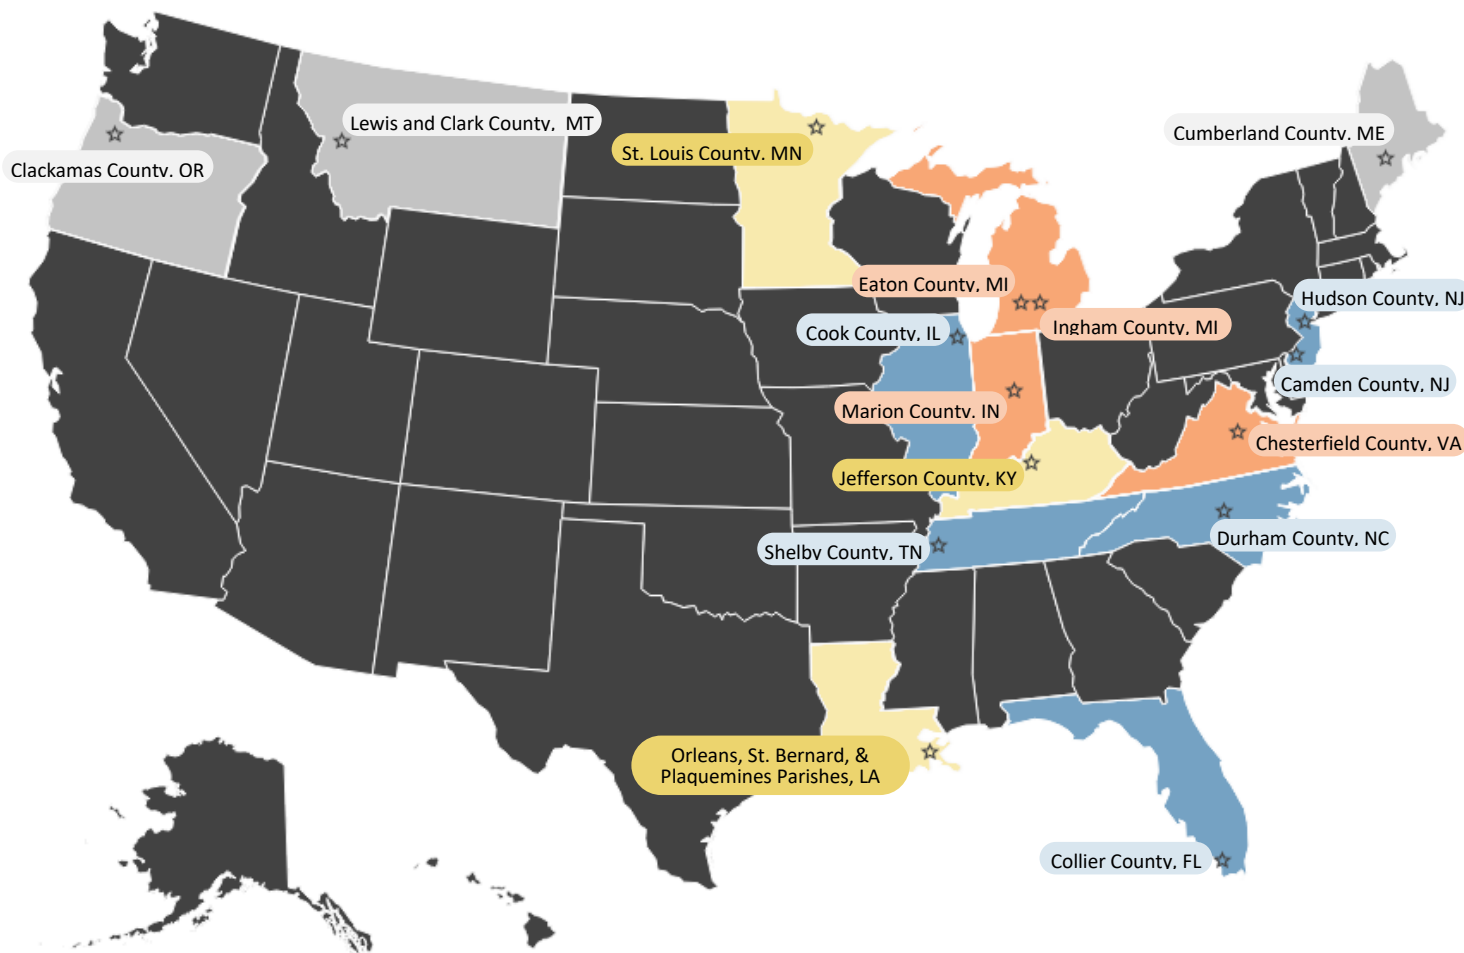 Lewis and Clark County, MT
Cumberland County, ME
St. Louis County, MN
Clackamas County, OR
Eaton County, MI
Hudson County, NJ
Cook County, IL
Ingham County, MI
Camden County, NJ
Marion County, IN
Chesterfield County, VA
Jefferson County, KY
Durham County, NC
Shelby County, TN
Orleans, St. Bernard, &
Plaquemines Parishes, LA
Collier County, FL